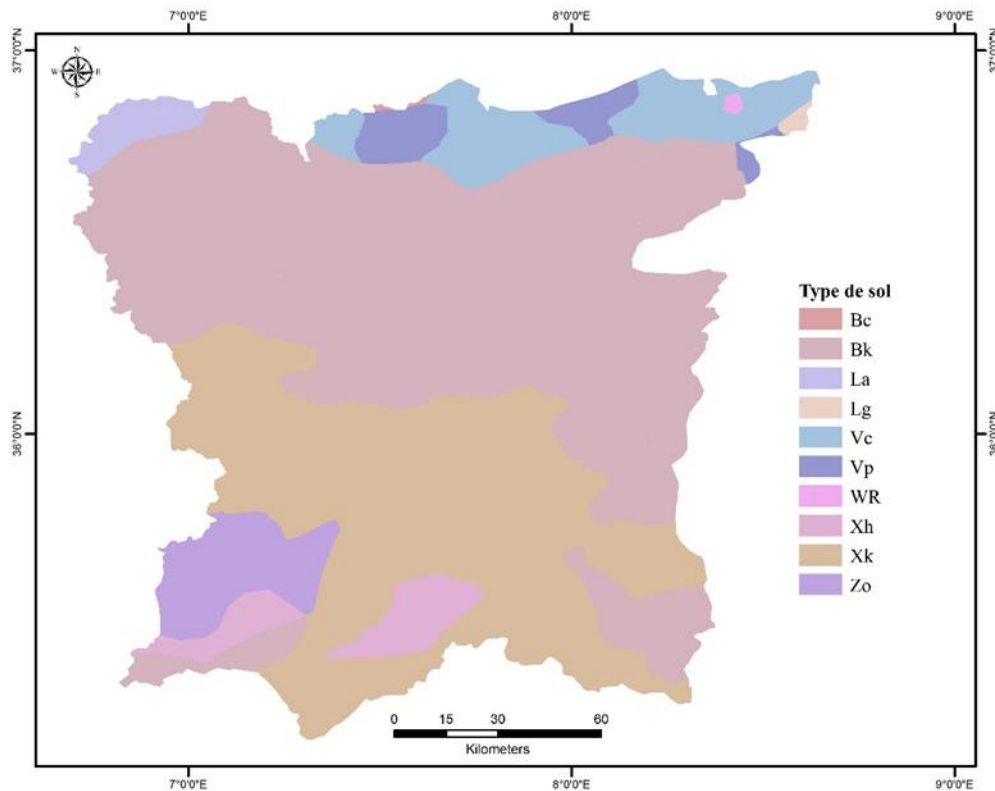 7°0'0"E 8°0'0"E 9°0'0"E
37°0'0"N 37°0'0"N
N
W R
S
36°0'0"N 36°0'0"N
Type de sol
Bc
Bk
La
Lg
Vc
Vp
WR
Xh
Xk
Zo
0 15 30 60
Kilometers
7°0'0"E 8°0'0"E 9°0'0"E